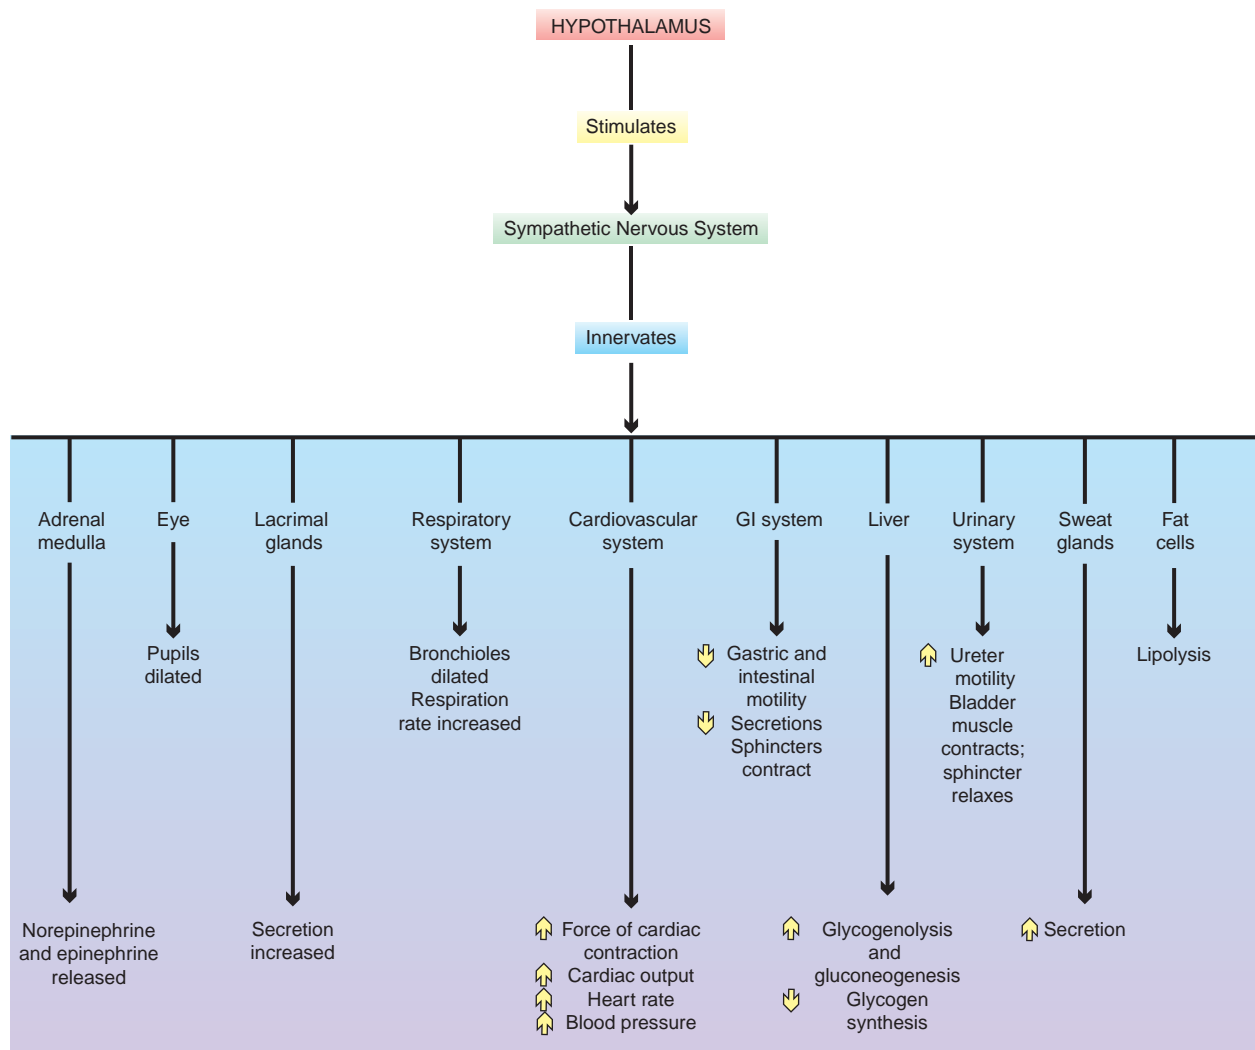 HYPOTHALAMUS
Stimulates
Sympathetic Nervous System
Innervates
Adrenal
medulla
Eye
Lacrimal
glands
Respiratory
system
Cardiovascular
system
GI system
Liver
Urinary
system
Sweat
glands
Fat
cells
Pupils
dilated
Bronchioles
dilated
Respiration
rate increased
Gastric and
intestinal
motility
Secretions
Sphincters
contract
Ureter
motility
Bladder
muscle
contracts;
sphincter
relaxes
Lipolysis
Norepinephrine
and epinephrine
released
Secretion
increased
Force of cardiac
contraction
Cardiac output
Heart rate
Blood pressure
Glycogenolysis
and
gluconeogenesis
Glycogen
synthesis
Secretion